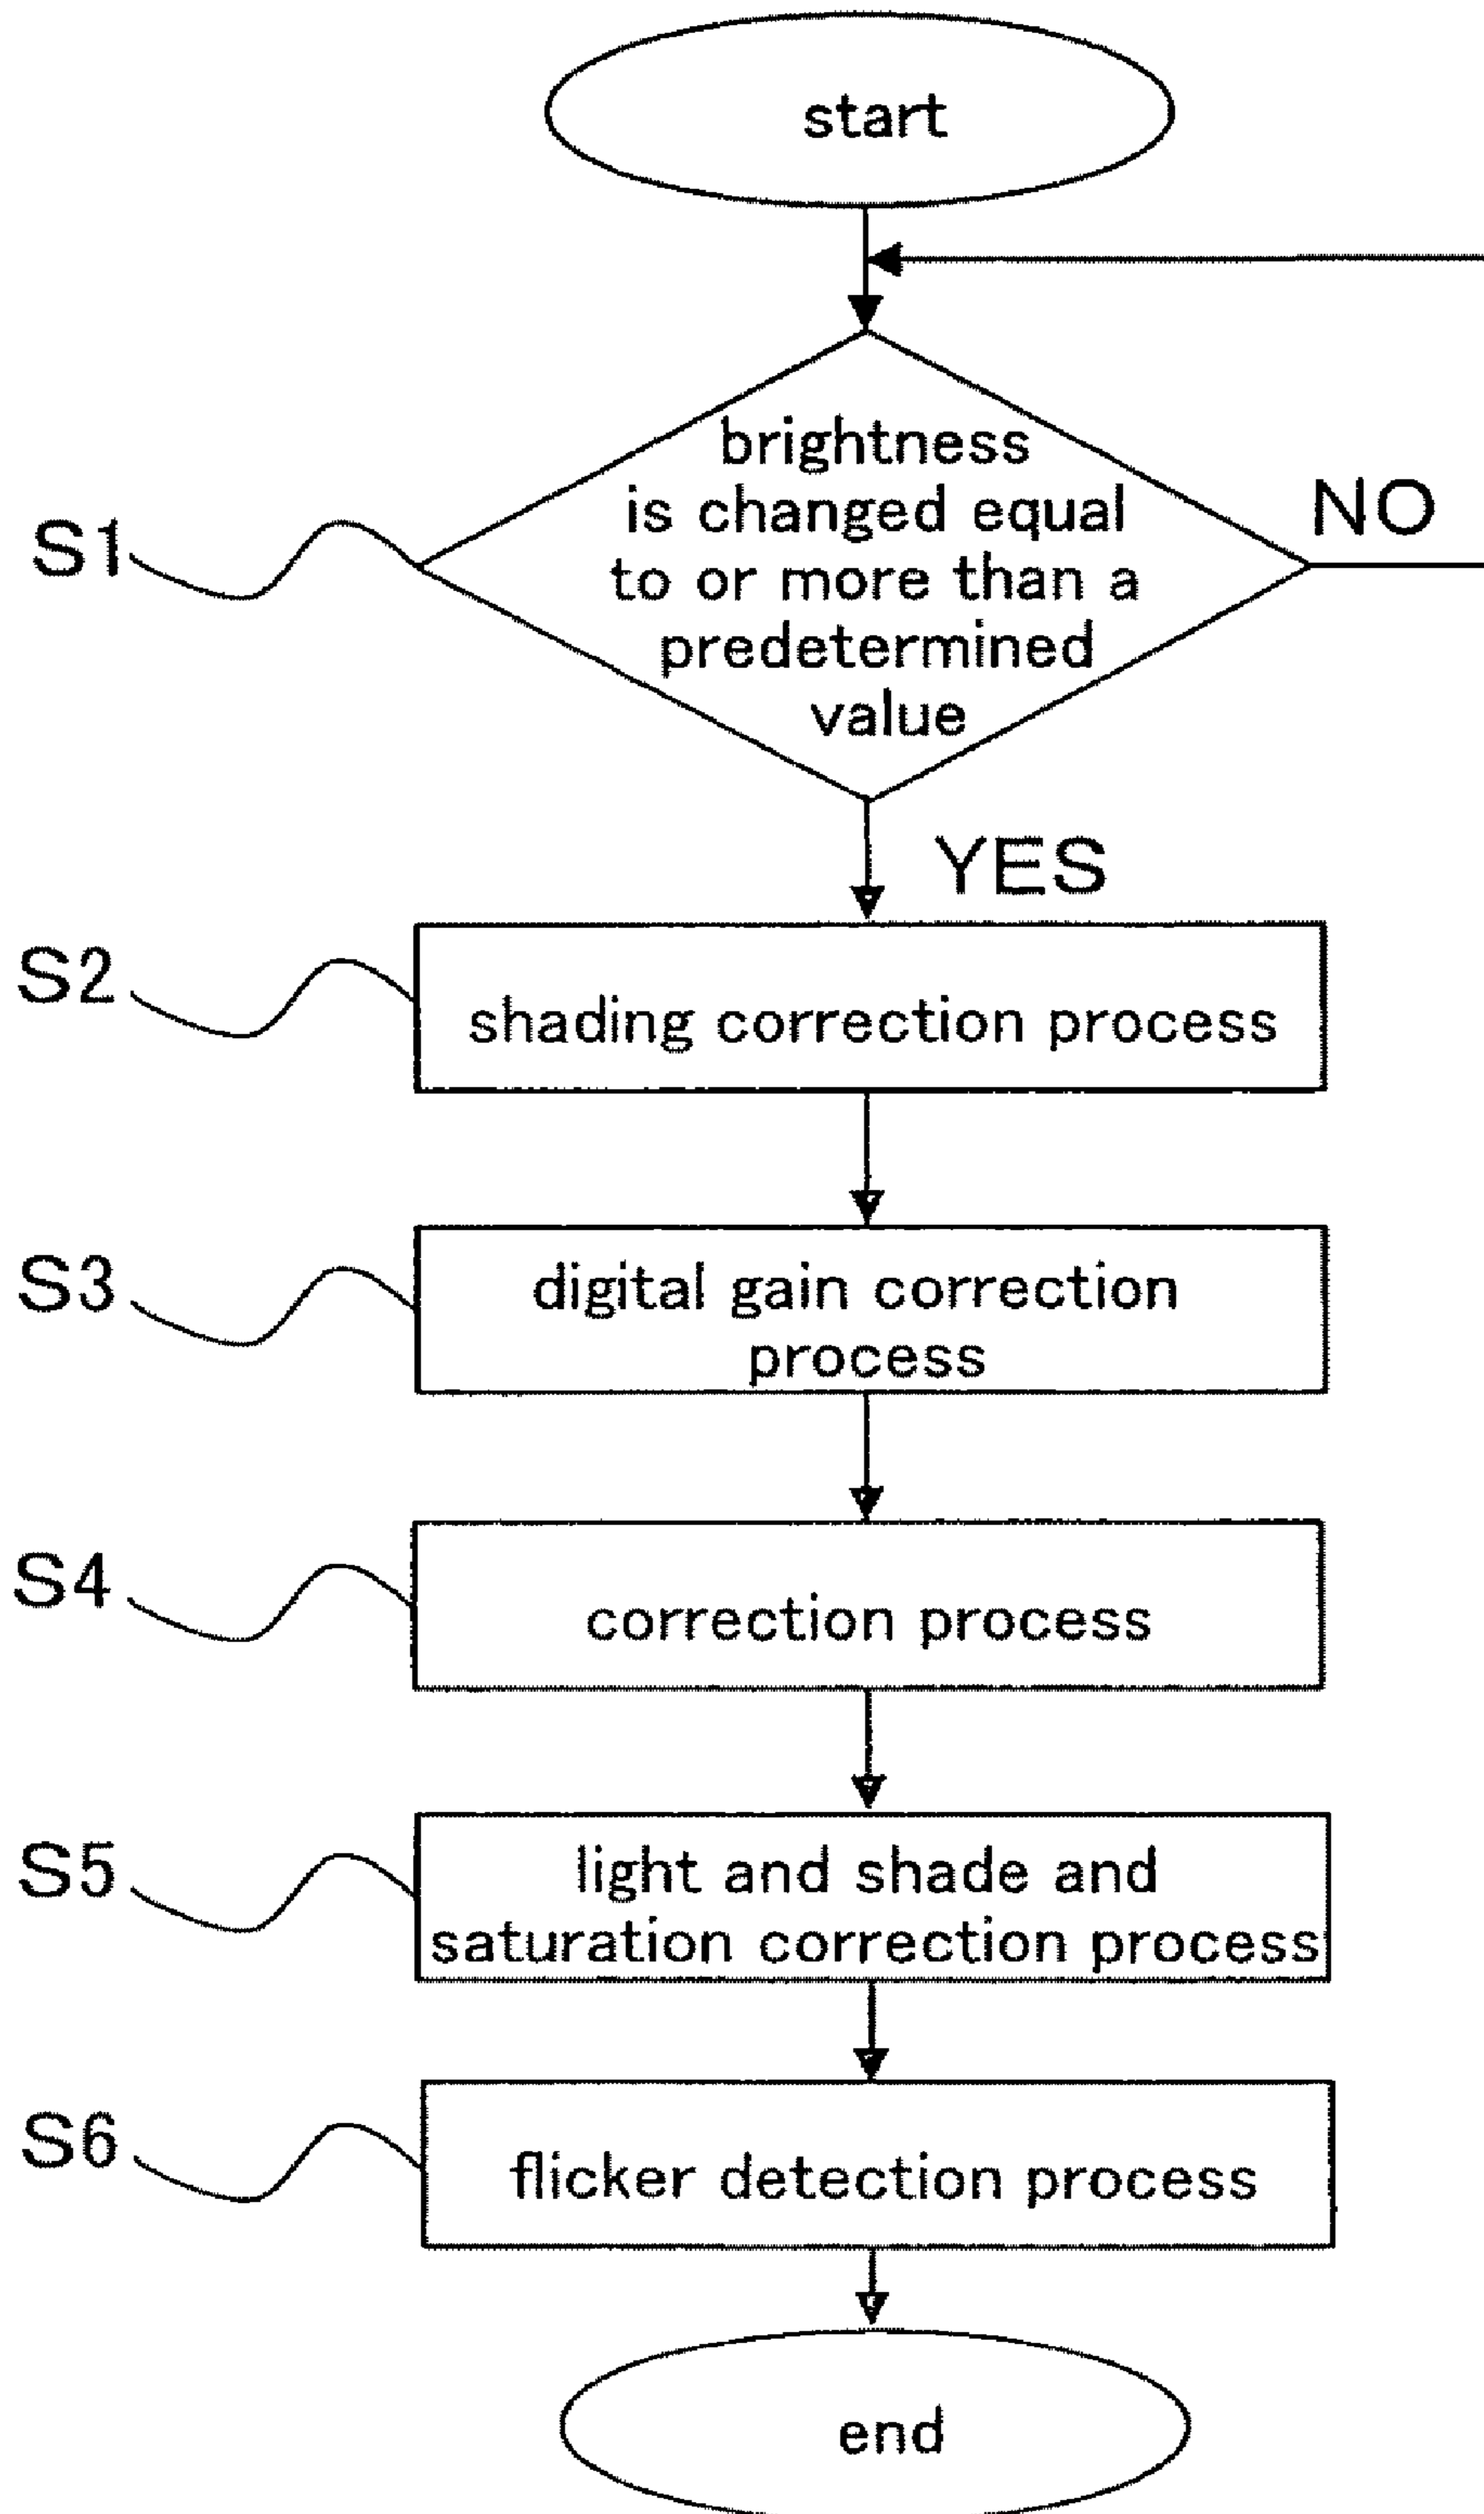 start
brightness
is changed equal
to or more than a
predetermined
value
NO
S1
YES
S2
shading correction process
S3
digital gain correction
process
S4
correction process
S5
light and shade and
saturation correction process
S6
flicker detection process
end